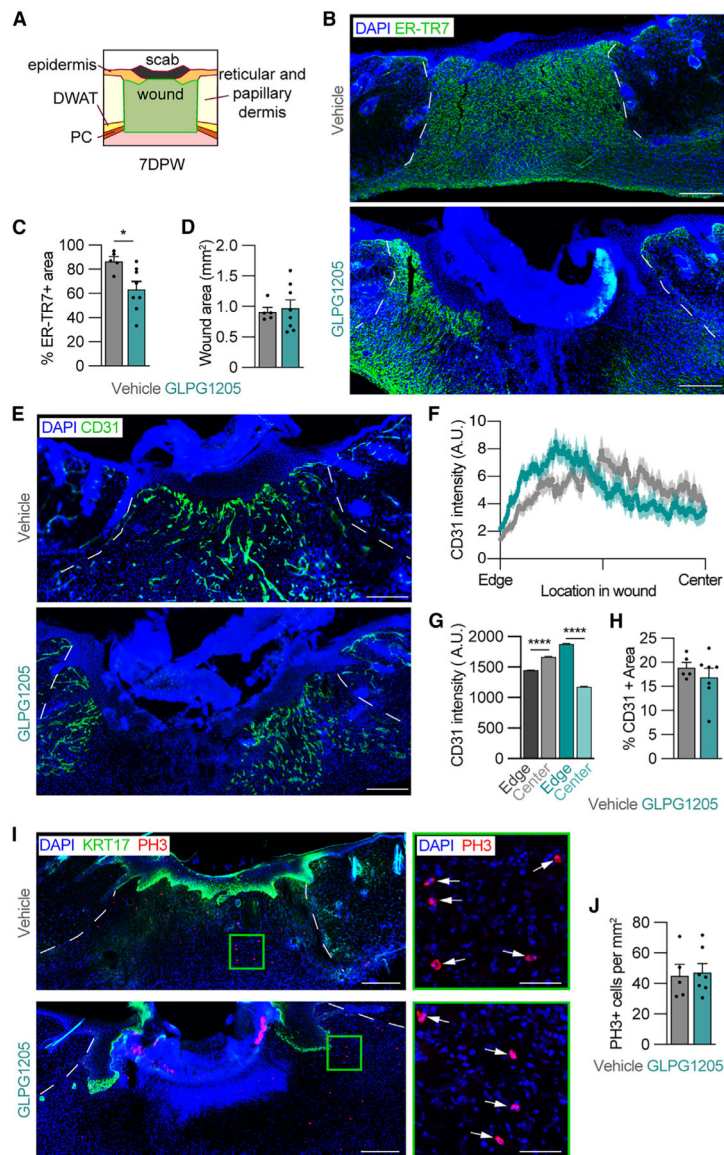 A
epidermis
scab
wound
reticular and
papillary
dermis
DWAT
PC
7DPW
B
DAPI ER-TR7
Vehicle
GLPG1205
C
% ER-TR7+ area
100
80
60
40
20
0
*
D
Wound area (mm²)
2.0
1.5
1.0
0.5
0
Vehicle GLPG1205
E
DAPI CD31
Vehicle
GLPG1205
F
CD31 intensity (A.U.)
10
8
6
4
2
0
Edge
Location in wound
Center
G
CD31 intensity ( A.U.)
2000
1500
1000
500
0
**** ****
Edge
Center
Edge
Center
H
% CD31 + Area
25
20
15
10
5
0
Vehicle GLPG1205
I
DAPI KRT17 PH3
DAPI PH3
Vehicle
GLPG1205
J
PH3+ cells per mm²
80
60
40
20
0
Vehicle GLPG1205